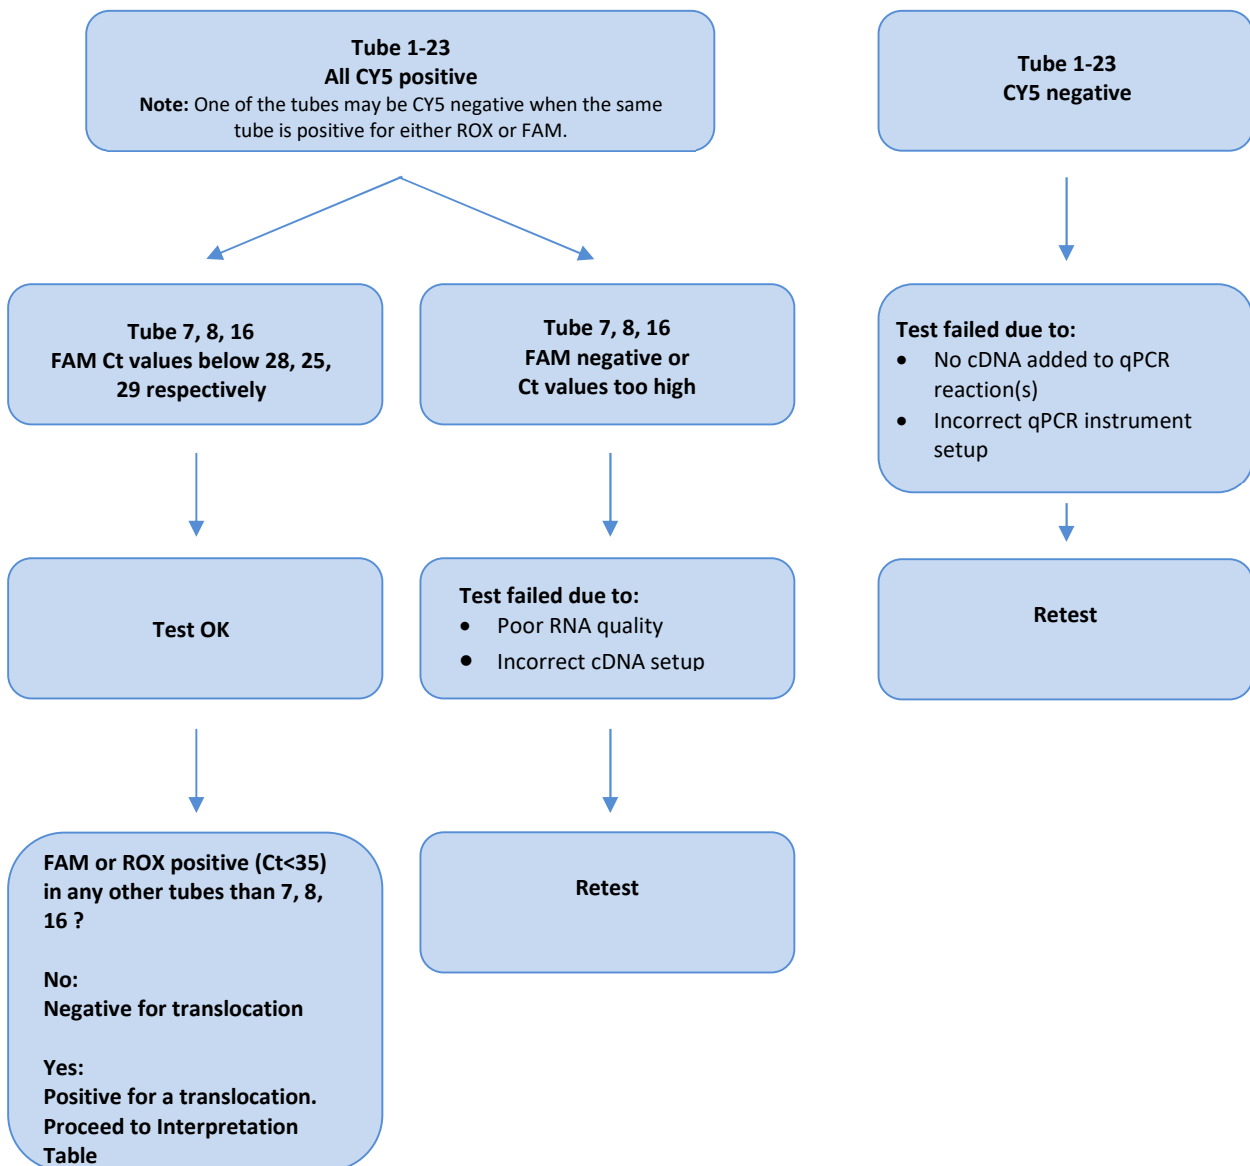 Tube 1-23
All CY5 positive
Note: One of the tubes may be CY5 negative when the same
tube is positive for either ROX or FAM.
Tube 1-23
CY5 negative
Tube 7, 8, 16
FAM Ct values below 28, 25,
29 respectively
Tube 7, 8, 16
FAM negative or
Ct values too high
Test failed due to:
• No cDNA added to qPCR
reaction(s)
• Incorrect qPCR instrument
setup
Test OK
Test failed due to:
• Poor RNA quality
• Incorrect cDNA setup
Retest
FAM or ROX positive (Ct<35)
in any other tubes than 7, 8,
16 ?
No:
Negative for translocation
Yes:
Positive for a translocation.
Proceed to Interpretation
Table
Retest